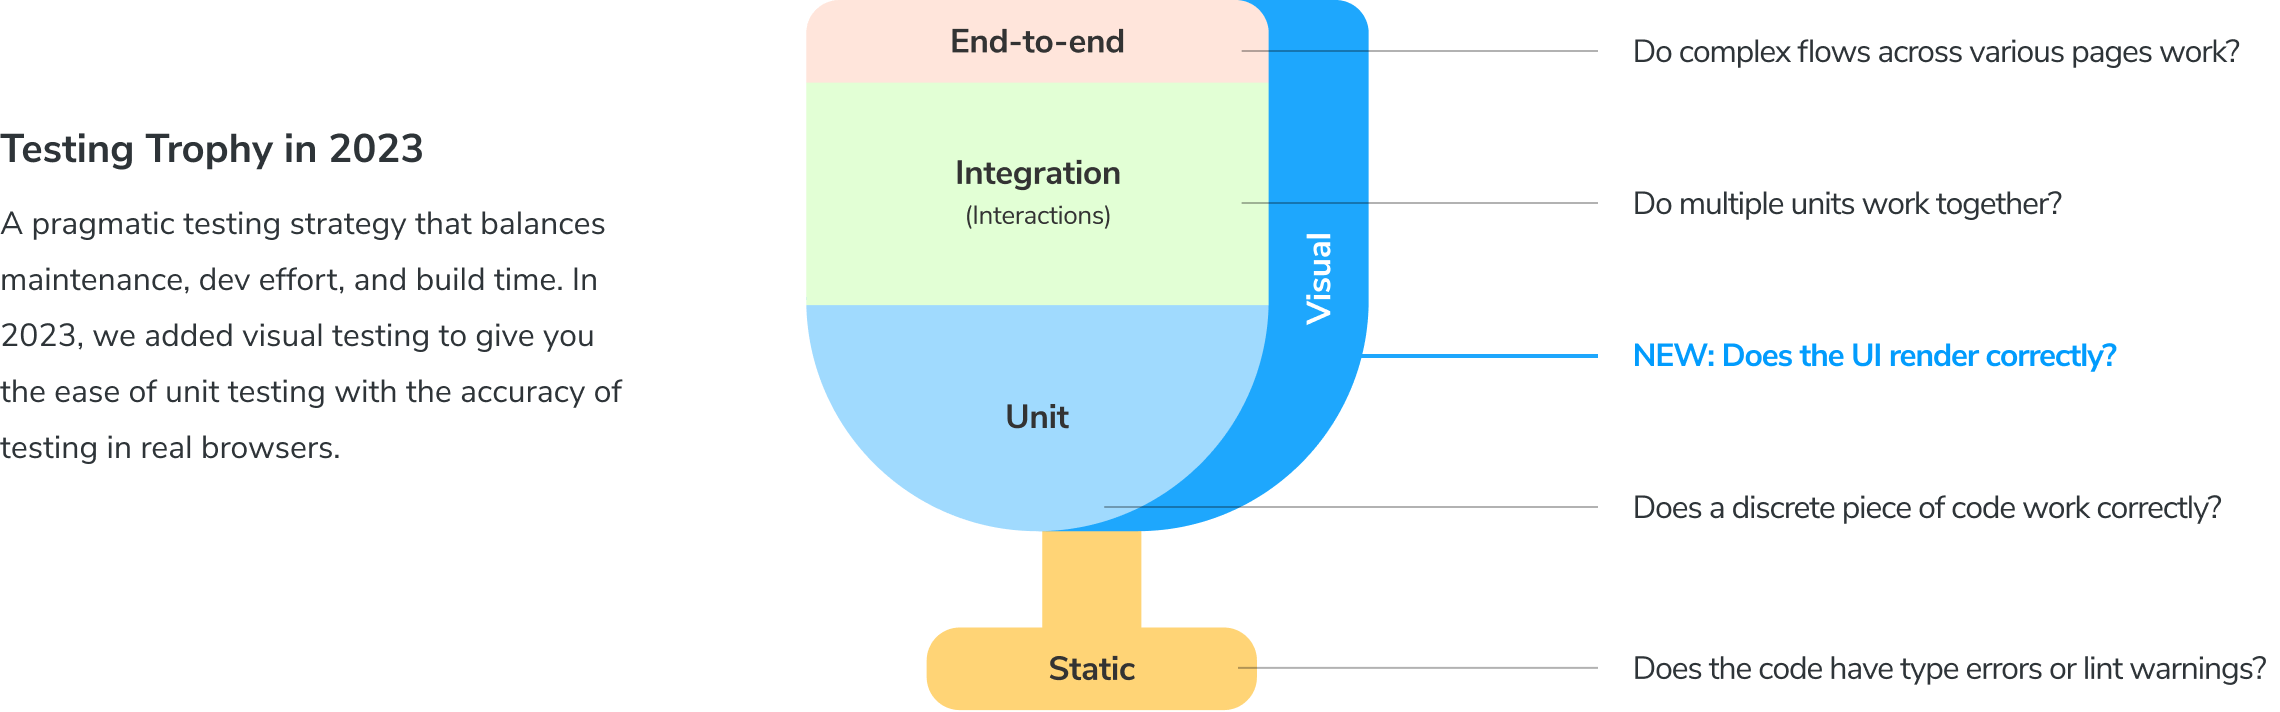 Testing Trophy in 2023
A pragmatic testing strategy that balances
maintenance, dev effort, and build time. In
2023, we added visual testing to give you
the ease of unit testing with the accuracy of
testing in real browsers.
End-to-end
Integration
(Interactions)
Unit
Visual
Static
Do complex flows across various pages work?
Do multiple units work together?
NEW: Does the UI render correctly?
Does a discrete piece of code work correctly?
Does the code have type errors or lint warnings?